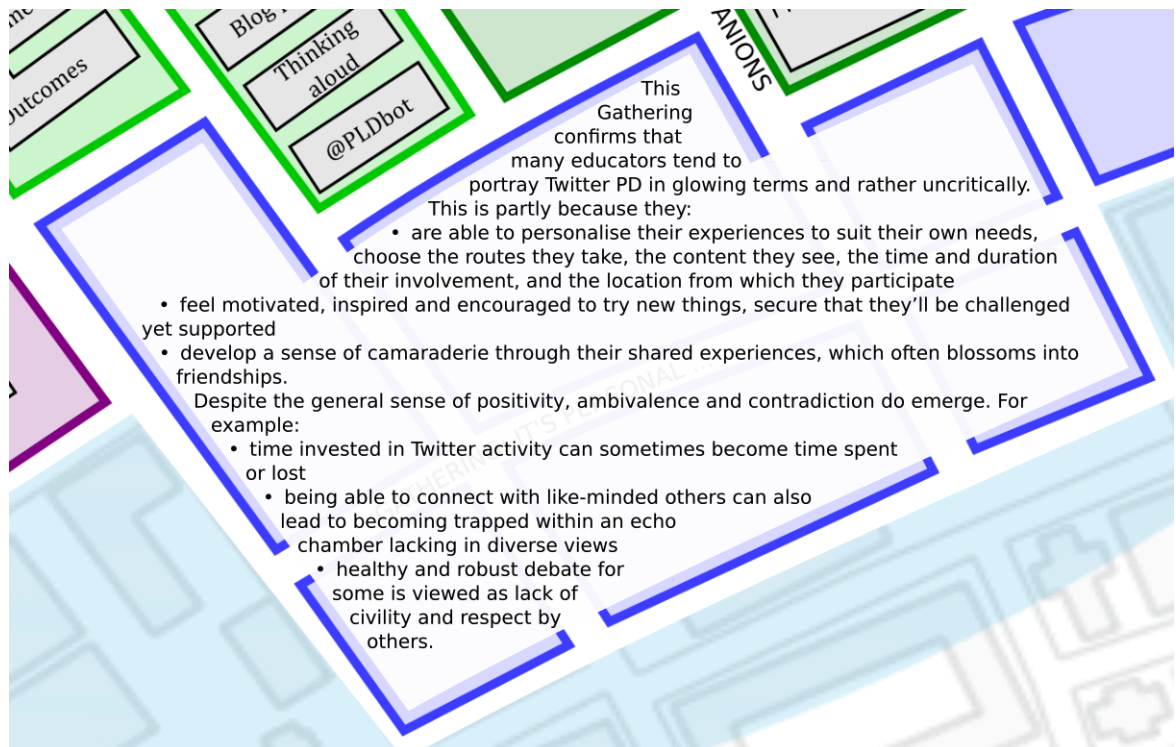 Outcomes
Blog
Thinking
aloud
@PLDbot
ANIONS
This
Gathering
confirms that
many educators tend to
portray Twitter PD in glowing terms and rather uncritically.
This is partly because they:
• are able to personalise their experiences to suit their own needs,
choose the routes they take, the content they see, the time and duration
of their involvement, and the location from which they participate
• feel motivated, inspired and encouraged to try new things, secure that they’ll be challenged
yet supported
• develop a sense of camaraderie through their shared experiences, which often blossoms into
friendships.
Despite the general sense of positivity, ambivalence and contradiction do emerge. For
example:
• time invested in Twitter activity can sometimes become time spent
or lost
• being able to connect with like-minded others can also
lead to becoming trapped within an echo
chamber lacking in diverse views
• healthy and robust debate for
some is viewed as lack of
civility and respect by
others.
GATHERING IT'S PERSONAL ...